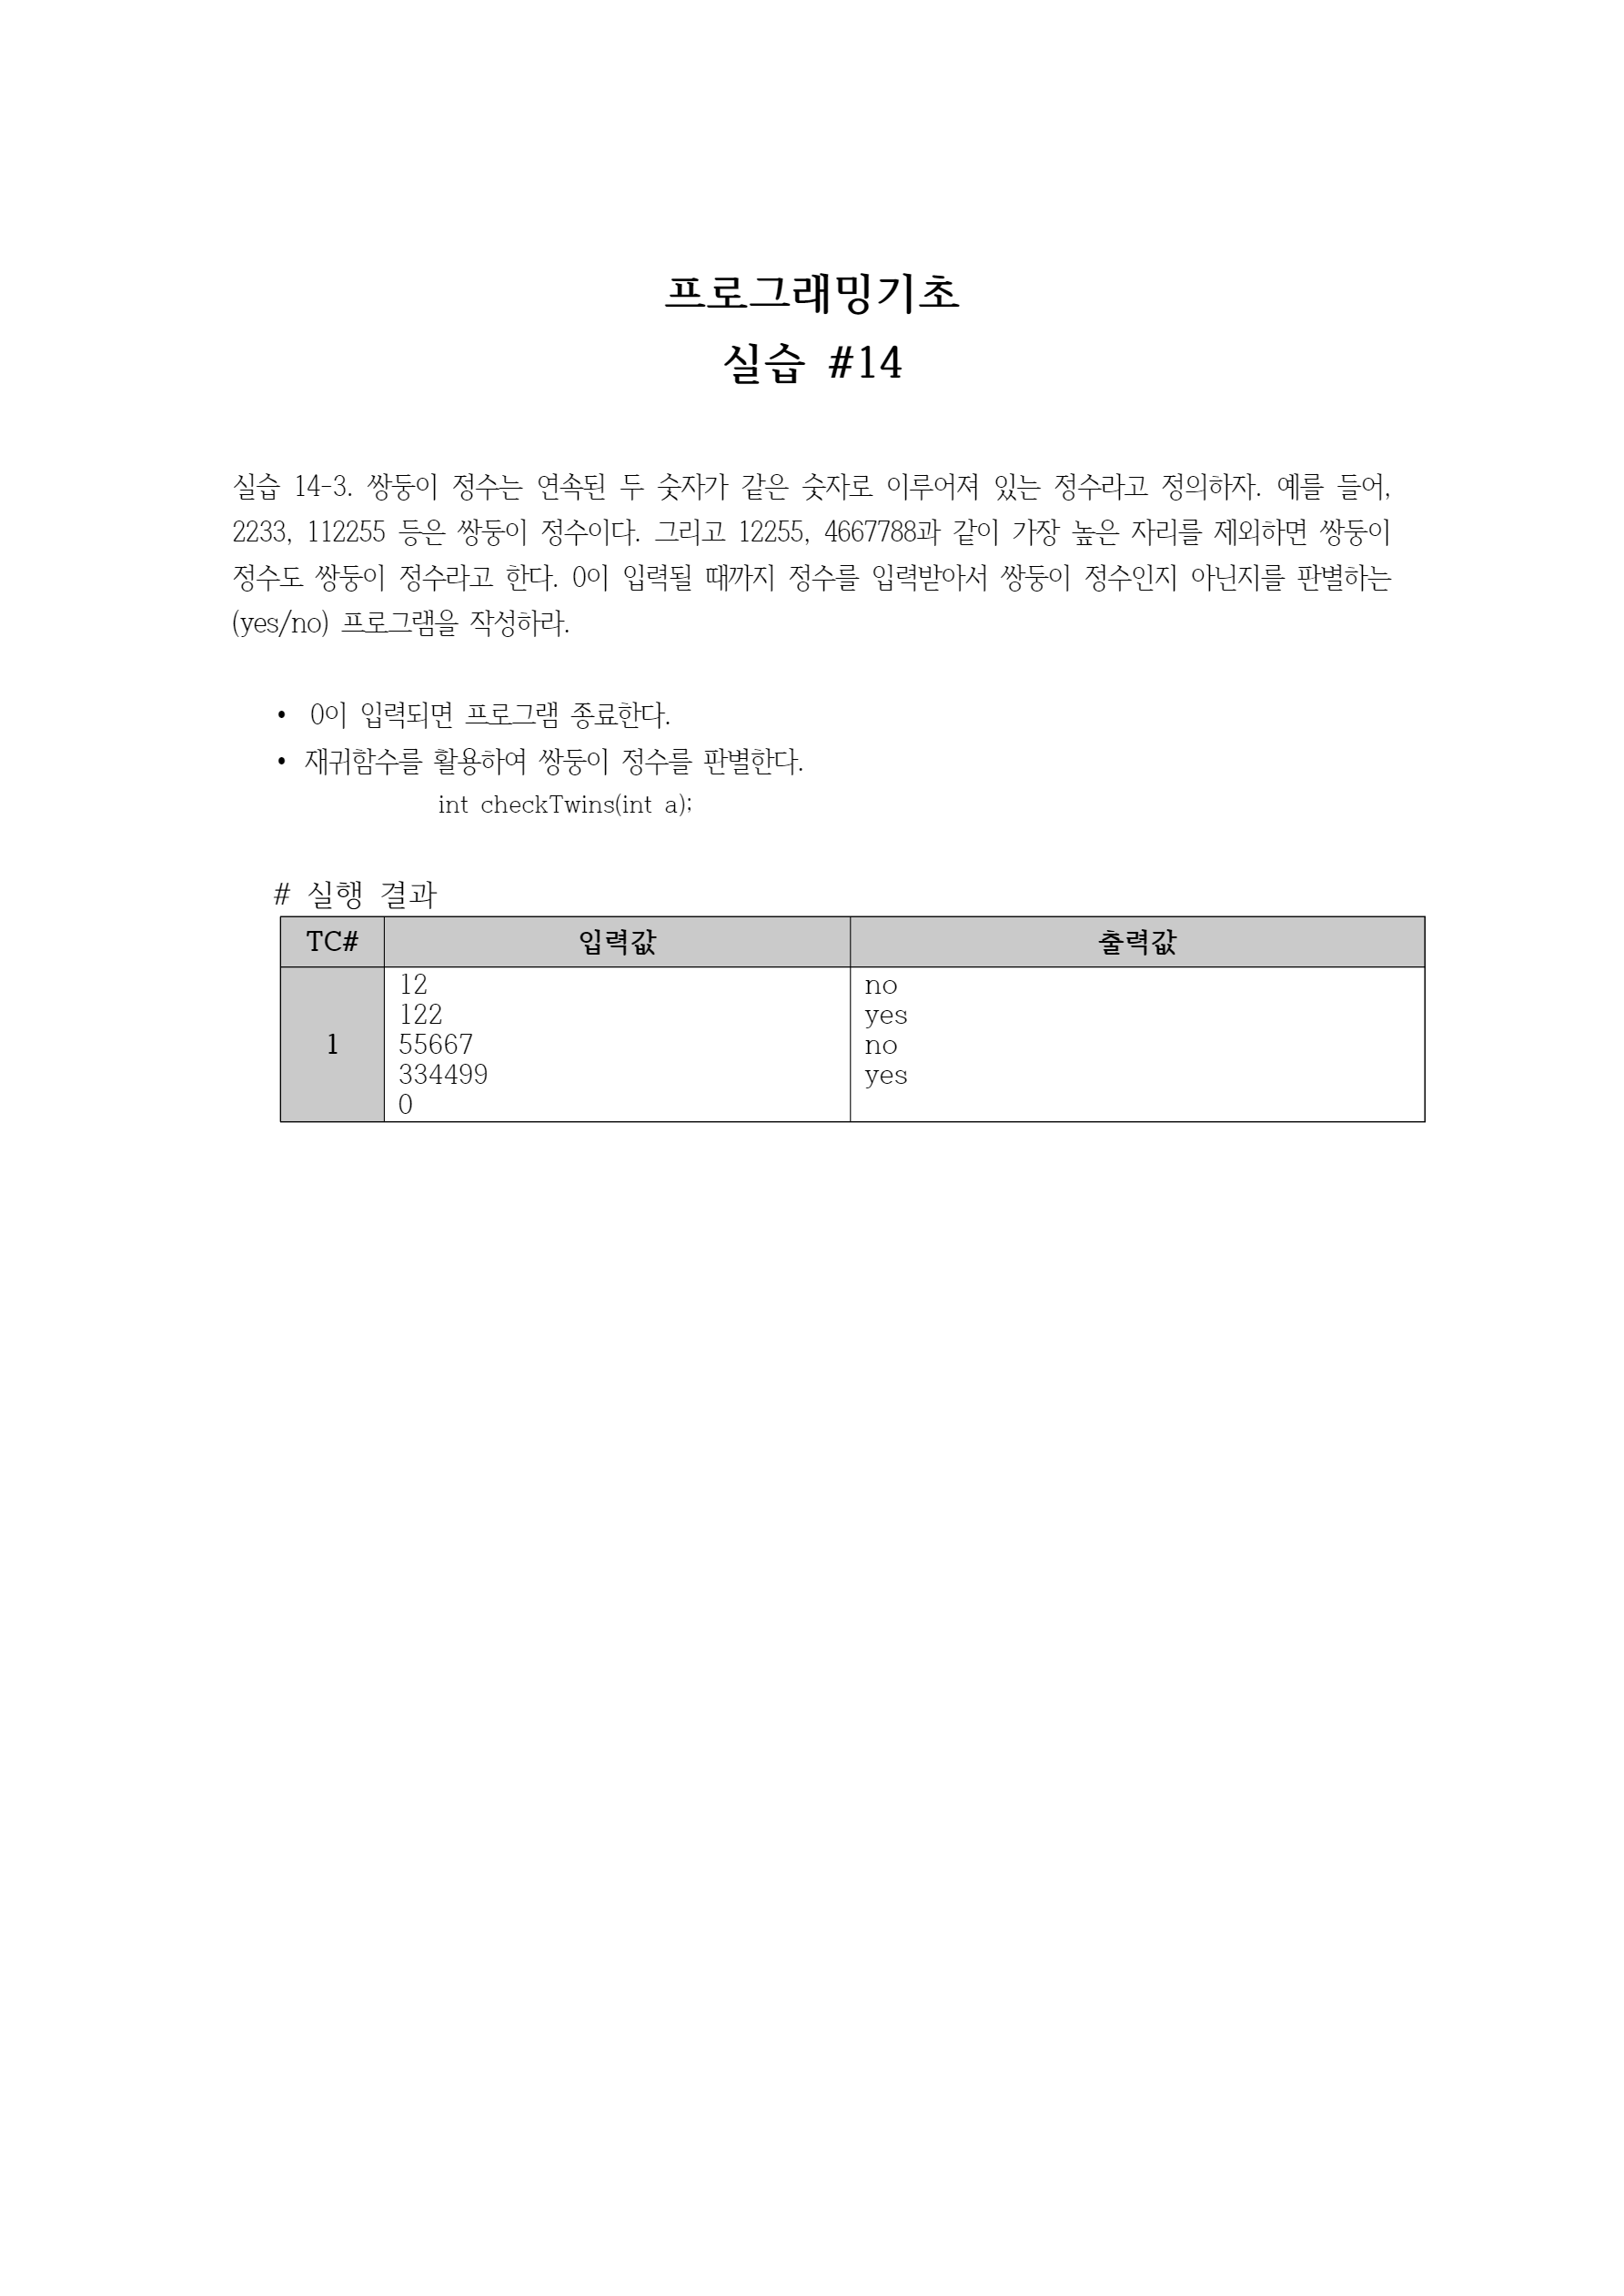 프로그래밍기초
실습 #14
실습 14-3. 쌍둥이 정수는 연속된 두 숫자가 같은 숫자로 이루어져 있는 정수라고 정의하자. 예를 들어,
2233, 112255 등은 쌍둥이 정수이다. 그리고 12255, 4667788과 같이 가장 높은 자리를 제외하면 쌍둥이
정수도 쌍둥이 정수라고 한다. 0이 입력될 때까지 정수를 입력받아서 쌍둥이 정수인지 아닌지를 판별하는
(yes/no) 프로그램을 작성하라.
• 0이 입력되면 프로그램 종료한다.
• 재귀함수를 활용하여 쌍둥이 정수를 판별한다.
int checkTwins(int a);
# 실행 결과
TC# 입력값 출력값
12 no
122 yes
1 55667 no
334499 yes
0